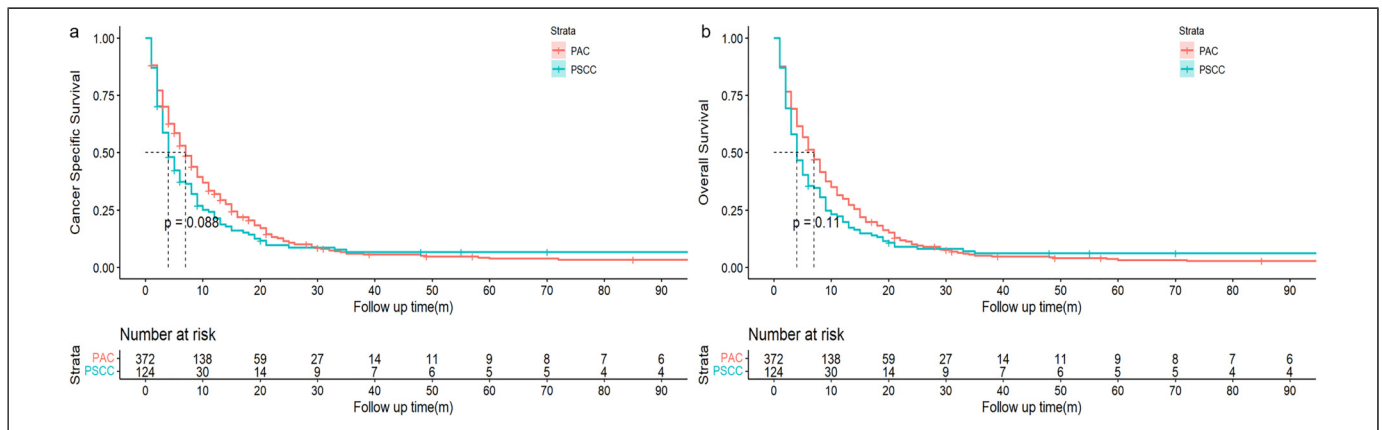 a
Strata
PAC
PSCC
Cancer Specific Survival
1.00
0.75
0.50
0.25
0.00
p = 0.088
0 10 20 30 40 50 60 70 80 90
Follow up time(m)
Number at risk
Strata
PAC 372 138 59 27 14 11 9 8 7 6
PSCC 124 30 14 9 7 6 5 5 4 4
0 10 20 30 40 50 60 70 80 90
Follow up time(m)
b
Strata
PAC
PSCC
Overall Survival
1.00
0.75
0.50
0.25
0.00
p = 0.11
0 10 20 30 40 50 60 70 80 90
Follow up time(m)
Number at risk
Strata
PAC 372 138 59 27 14 11 9 8 7 6
PSCC 124 30 14 9 7 6 5 5 4 4
0 10 20 30 40 50 60 70 80 90
Follow up time(m)